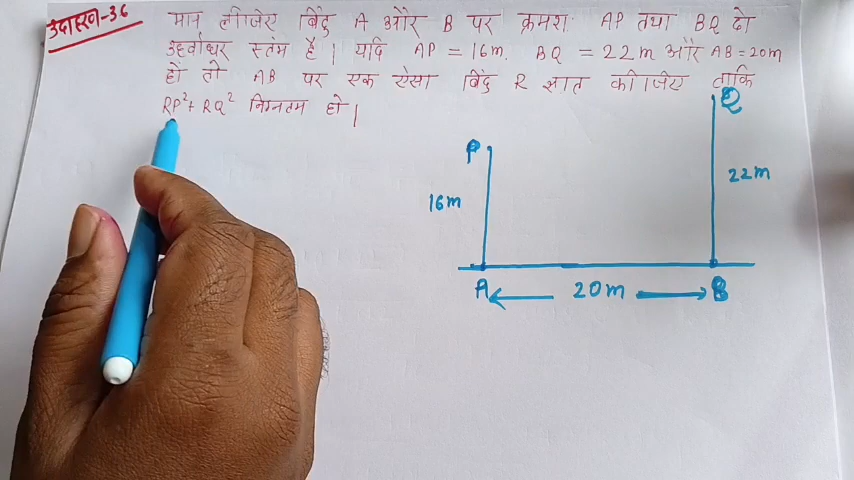 उदाहरण-36
मान लीजिए बिंदु A और B पर क्रमशः AP तथा BQ दो
उर्ध्वाधर स्तंभ है । यदि AP = 16m. BQ = 22m और AB = 20m
हों तो AB पर एक ऐसा बिंदु R ज्ञात कीजिए ताकि
RP²+ RQ² निम्नतम हो ।
Q
P
22m
16m
A 20m B